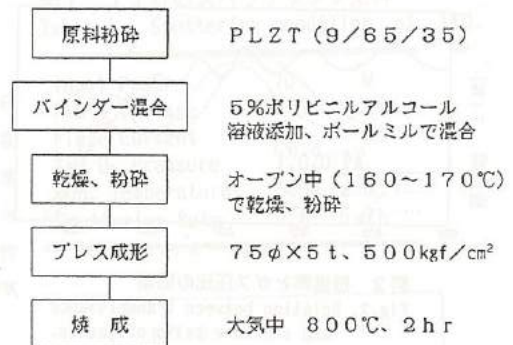 原料粉砕 PLZT(9/65/35)
バインダー混合 5%ポリビニルアルコール
溶液添加、ボールミルで混合
乾燥、粉砕 オーブン中(160~170℃)
で乾燥、粉砕
プレス成形 75φ×5t、500kgf/cm²
焼成 大気中 800℃、2hr